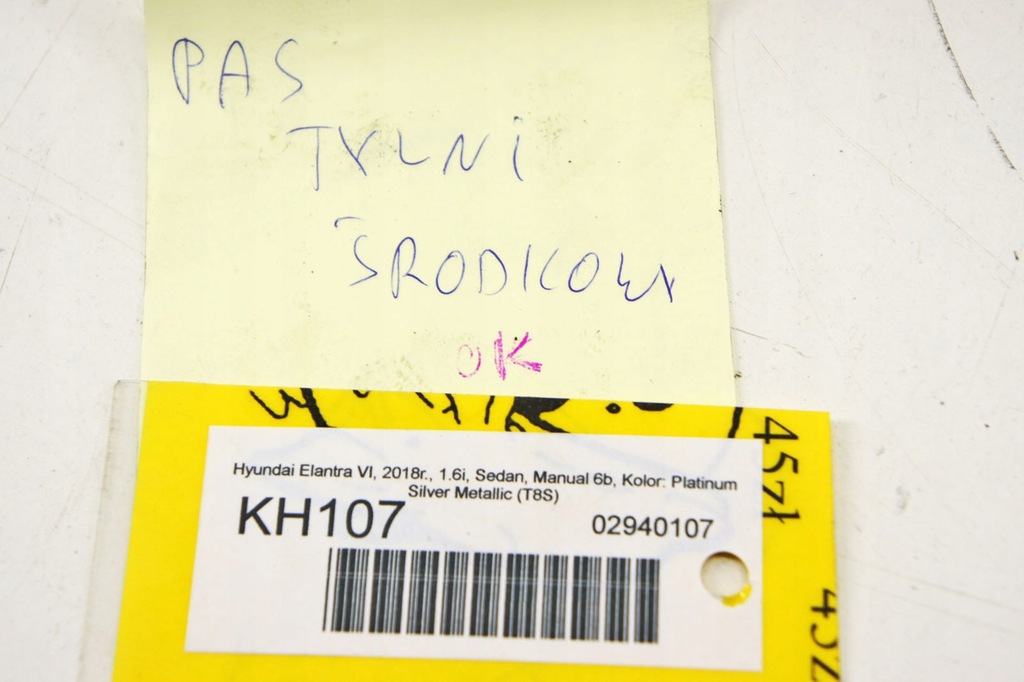 PAS
TYLNI
ŚRODKOWY
OK
Hyundai Elantra VI, 2018r., 1.6i, Sedan, Manual 6b, Kolor: Platinum
Silver Metallic (T8S)
KH107
02940107